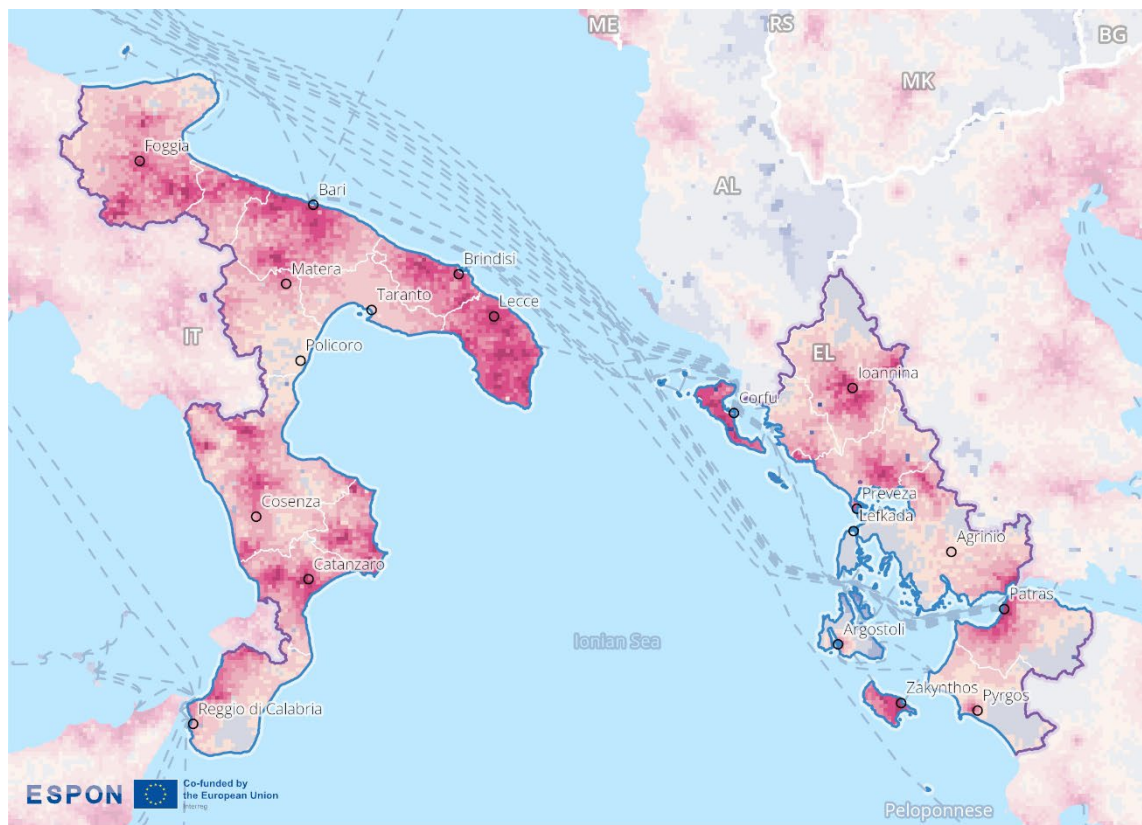 ME
RS
BG
MK
Foggia
AL
Bari
Brindisi
Matera
Taranto
Lecce
IT
Policoro
EL
Ioannina
Corfu
Cosenza
Preveza
Lefkada
Agrinio
Catanzaro
Patras
Ionian Sea
Argostoli
Zakynthos
Pyrgos
Reggio di Calabria
ESPON
Co-funded by
the European Union
Interreg
Peloponnese